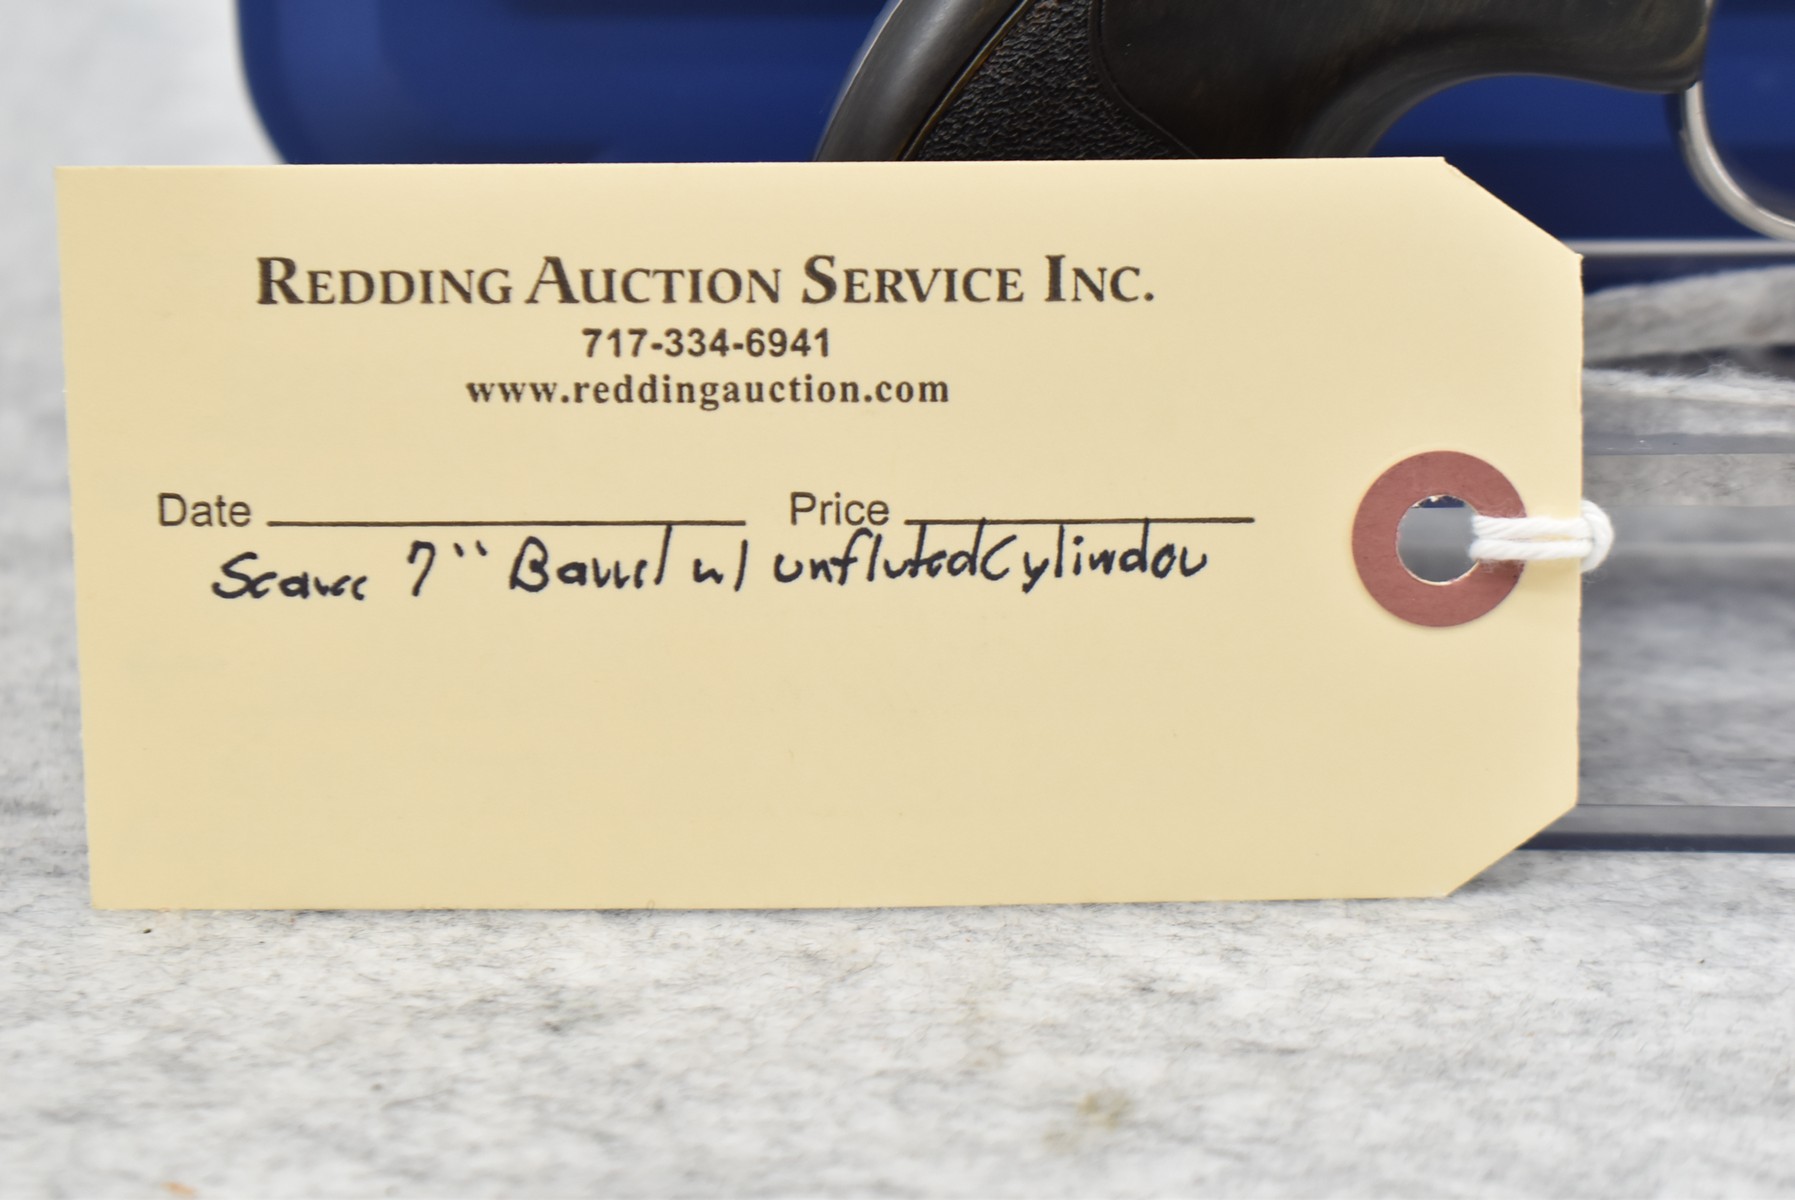 REDDING AUCTION SERVICE INC.
717-334-6941
www.reddingauction.com
Date Price
Scarce 7" Barrel w/ unfluted Cylinder